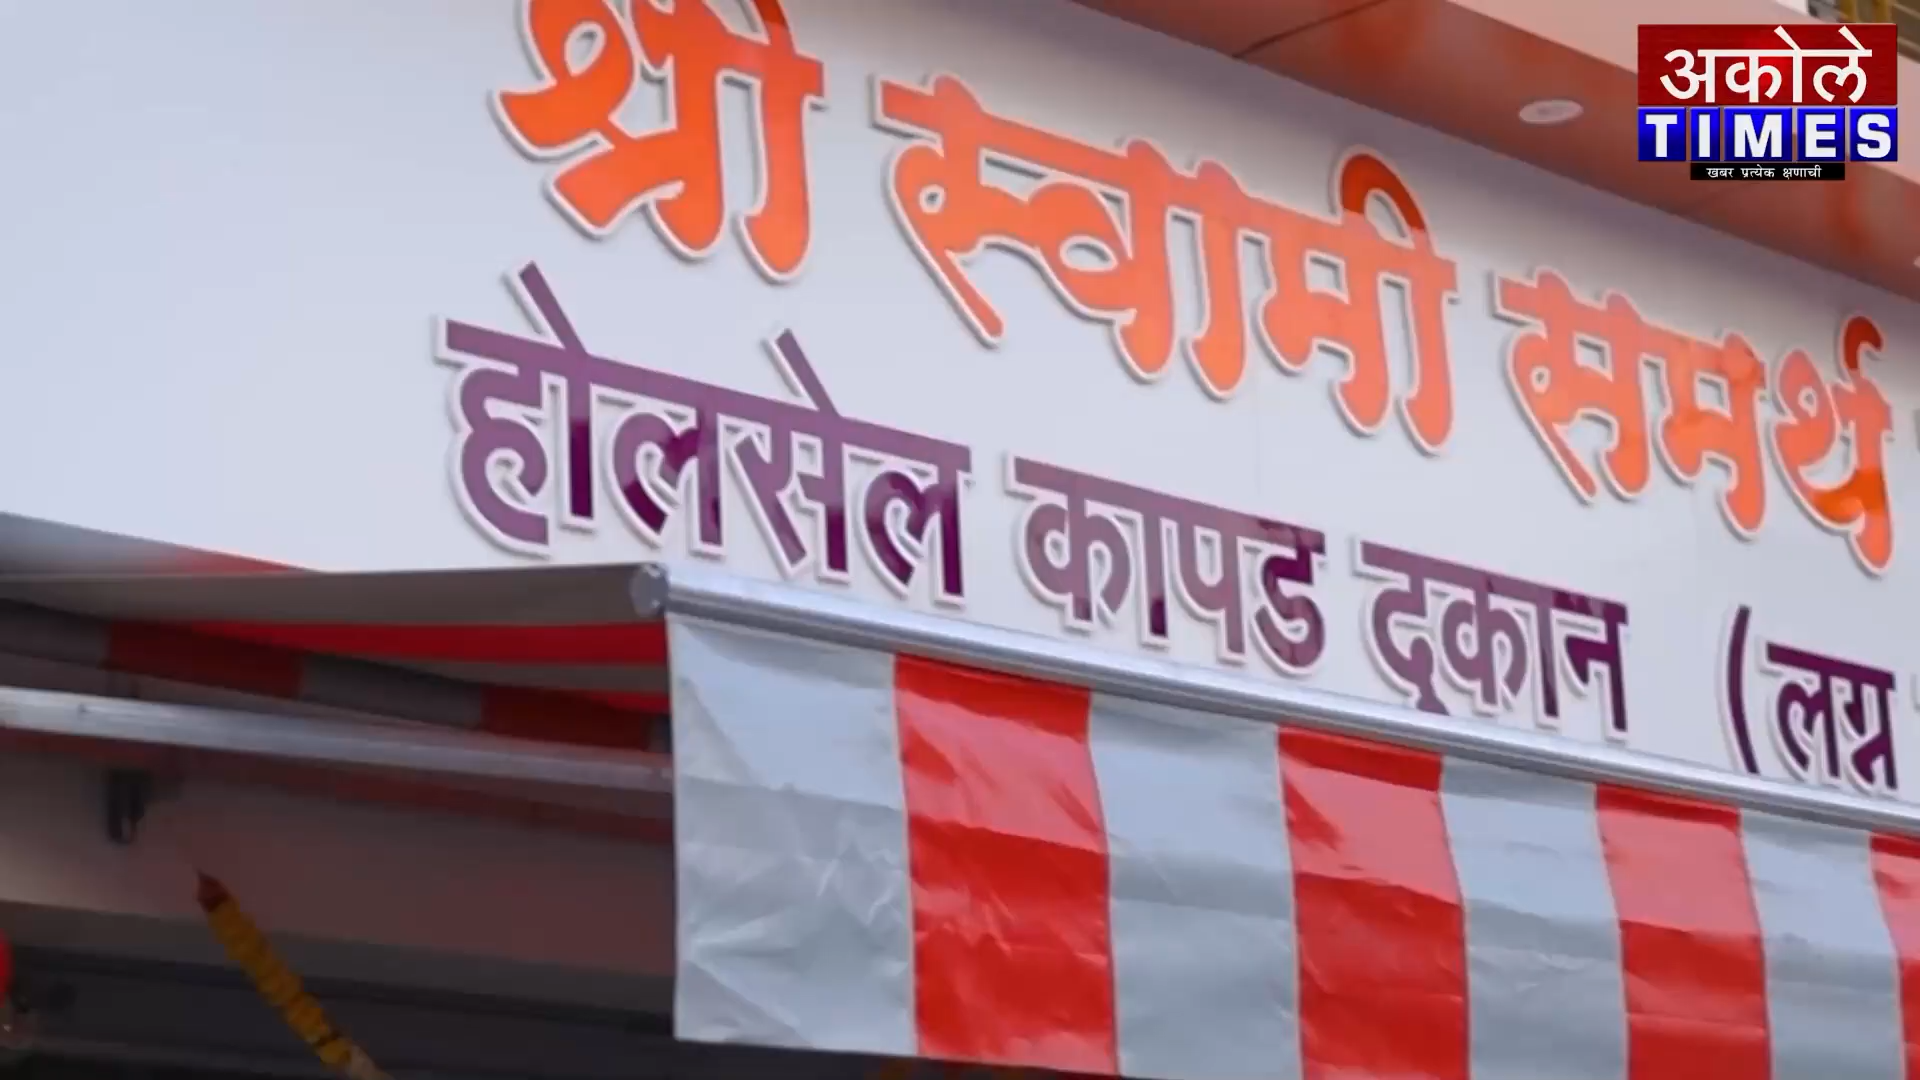 श्री स्वामी समर्थ
होलसेल कापड दुकान (लग्न
अकोले
TIMES
खबर प्रत्येक क्षणाची